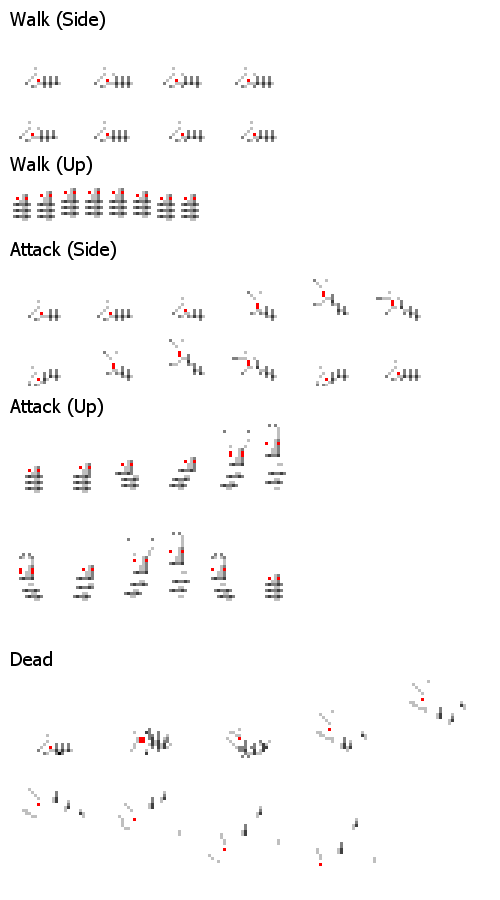 Walk (Side)
Walk (Up)
Attack (Side)
Attack (Up)
Dead